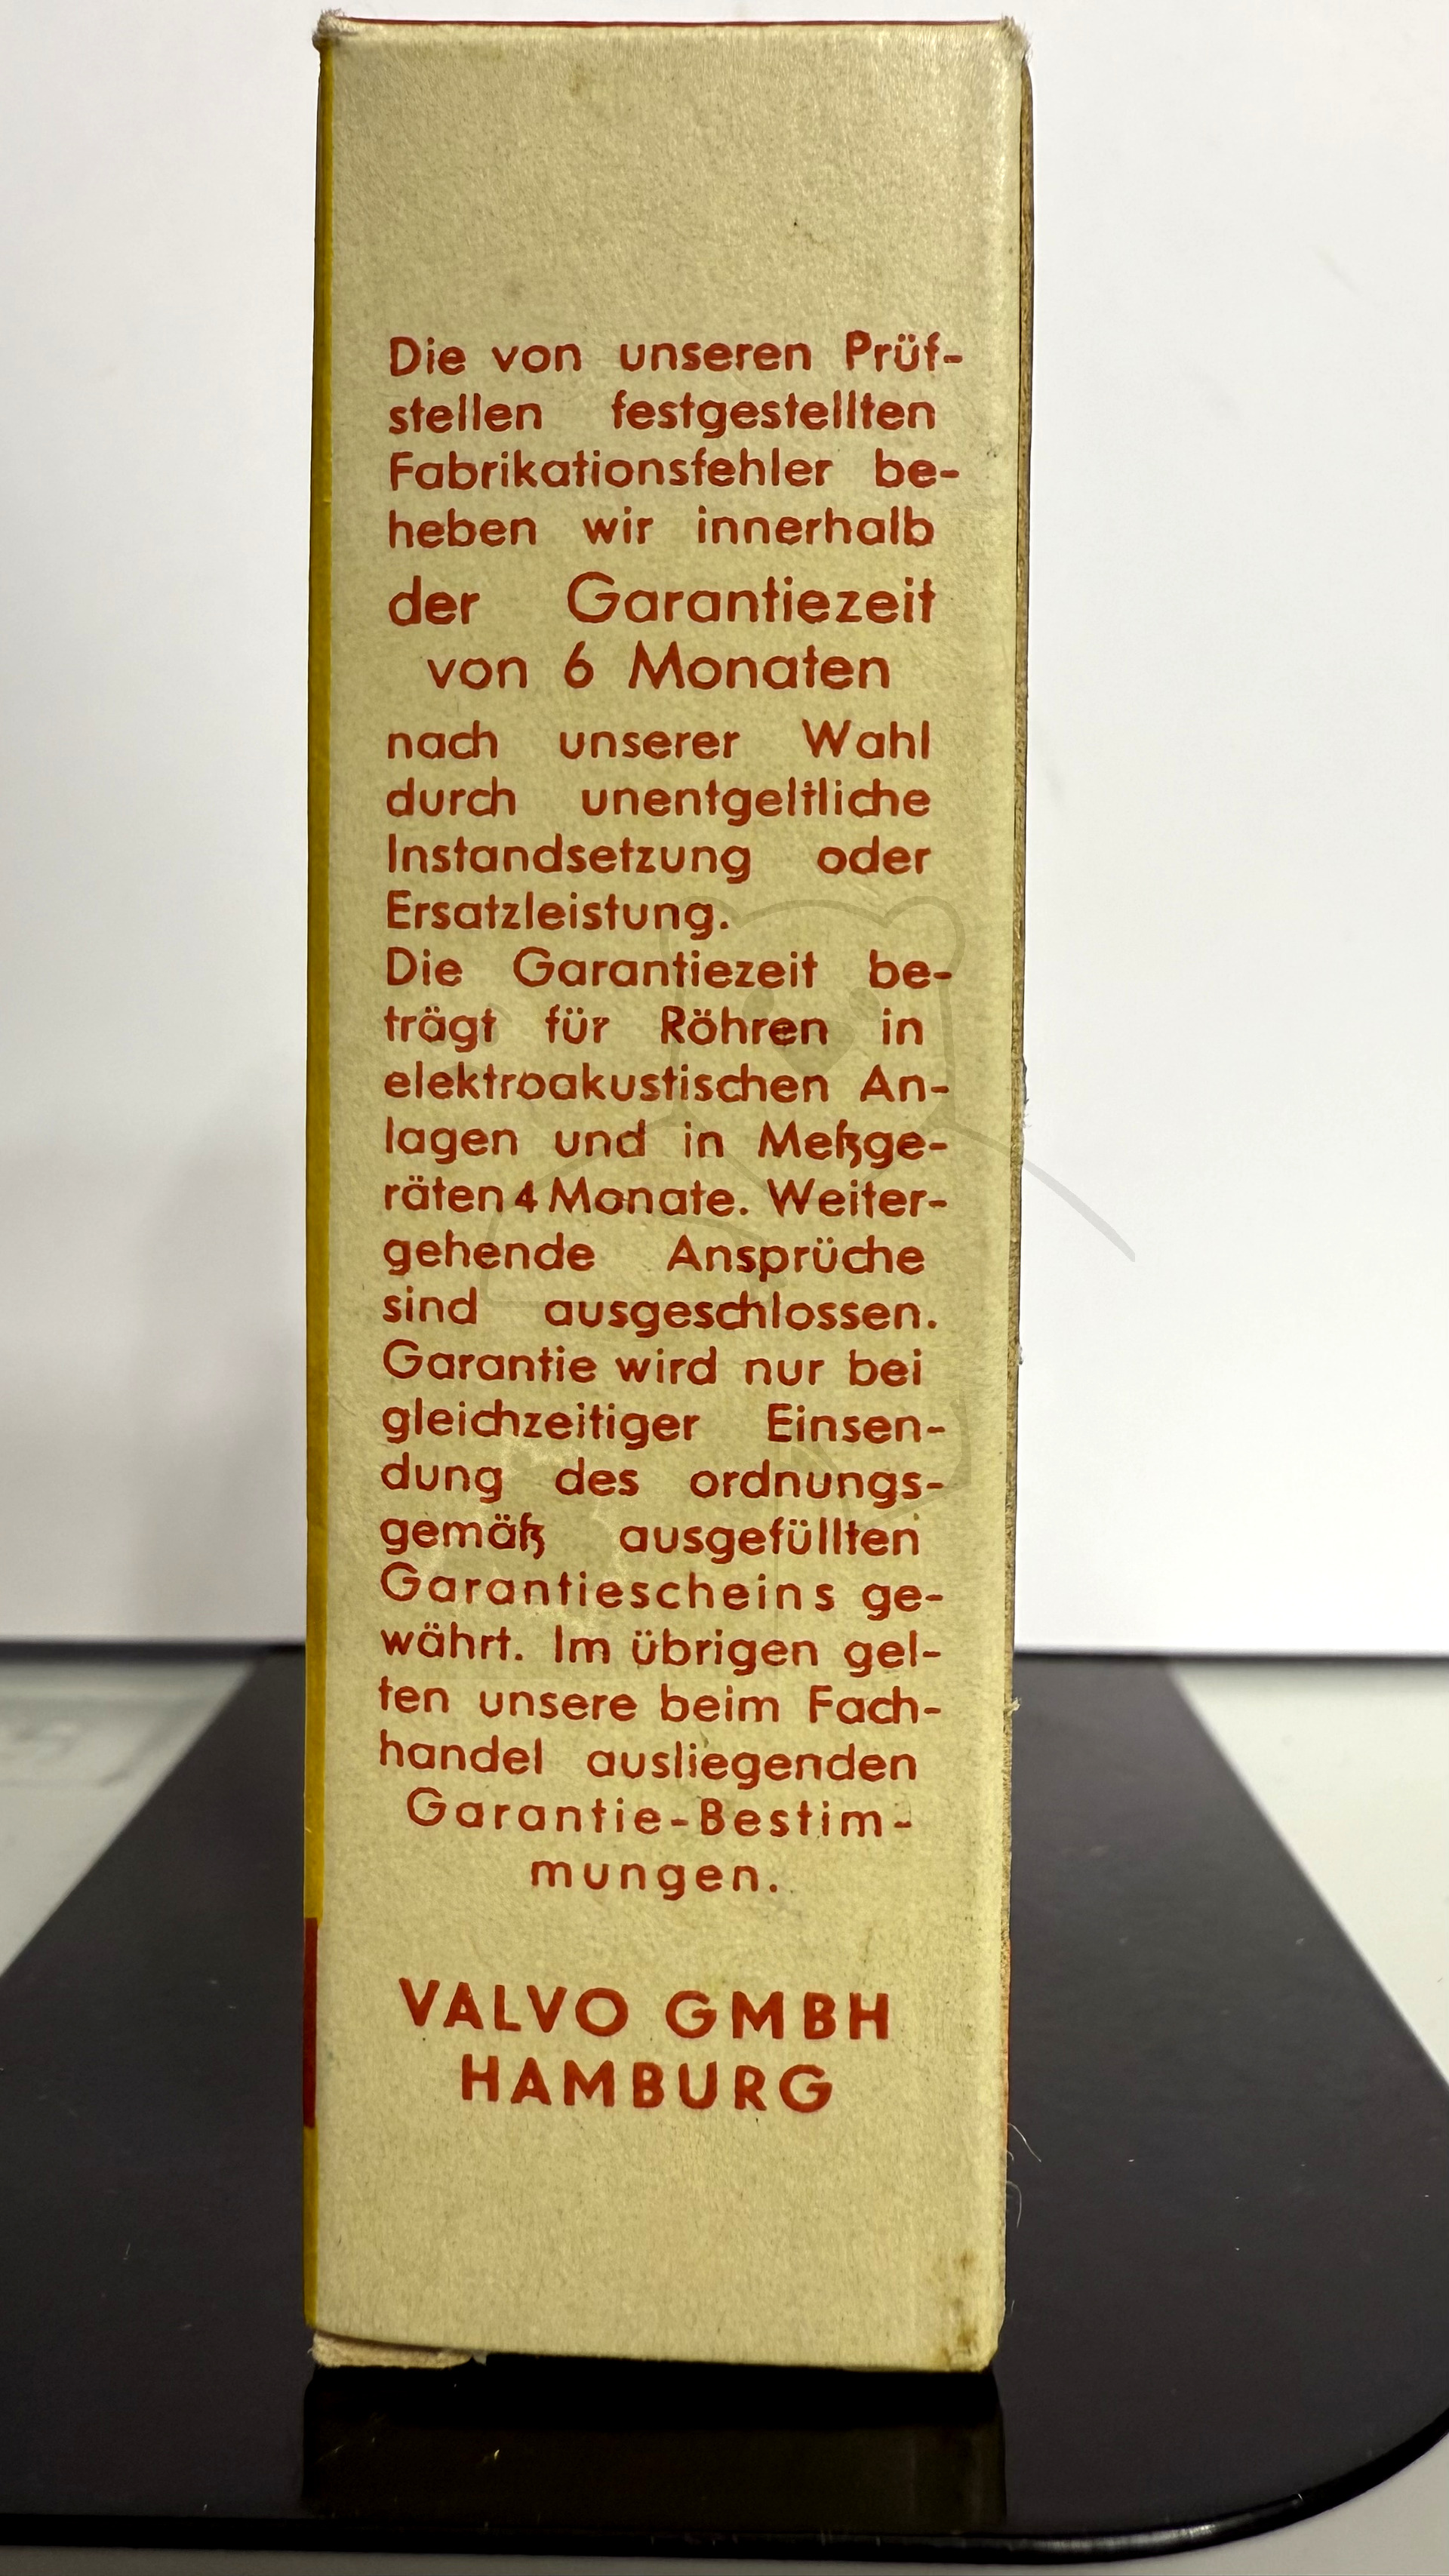 Die von unseren Prüf-
stellen festgestellten
Fabrikationsfehler be-
heben wir innerhalb
der Garantiezeit
von 6 Monaten
nach unserer Wahl
durch unentgeltliche
Instandsetzung oder
Ersatzleistung.
Die Garantiezeit be-
trägt für Röhren in
elektroakustischen An-
lagen und in Meßge-
räten 4 Monate. Weiter-
gehende Ansprüche
sind ausgeschlossen.
Garantie wird nur bei
gleichzeitiger Einsen-
dung des ordnungs-
gemäß ausgefüllten
Garantiescheins ge-
währt. Im übrigen gel-
ten unsere beim Fach-
handel ausliegenden
Garantie-Bestim-
mungen.
VALVO GMBH
HAMBURG